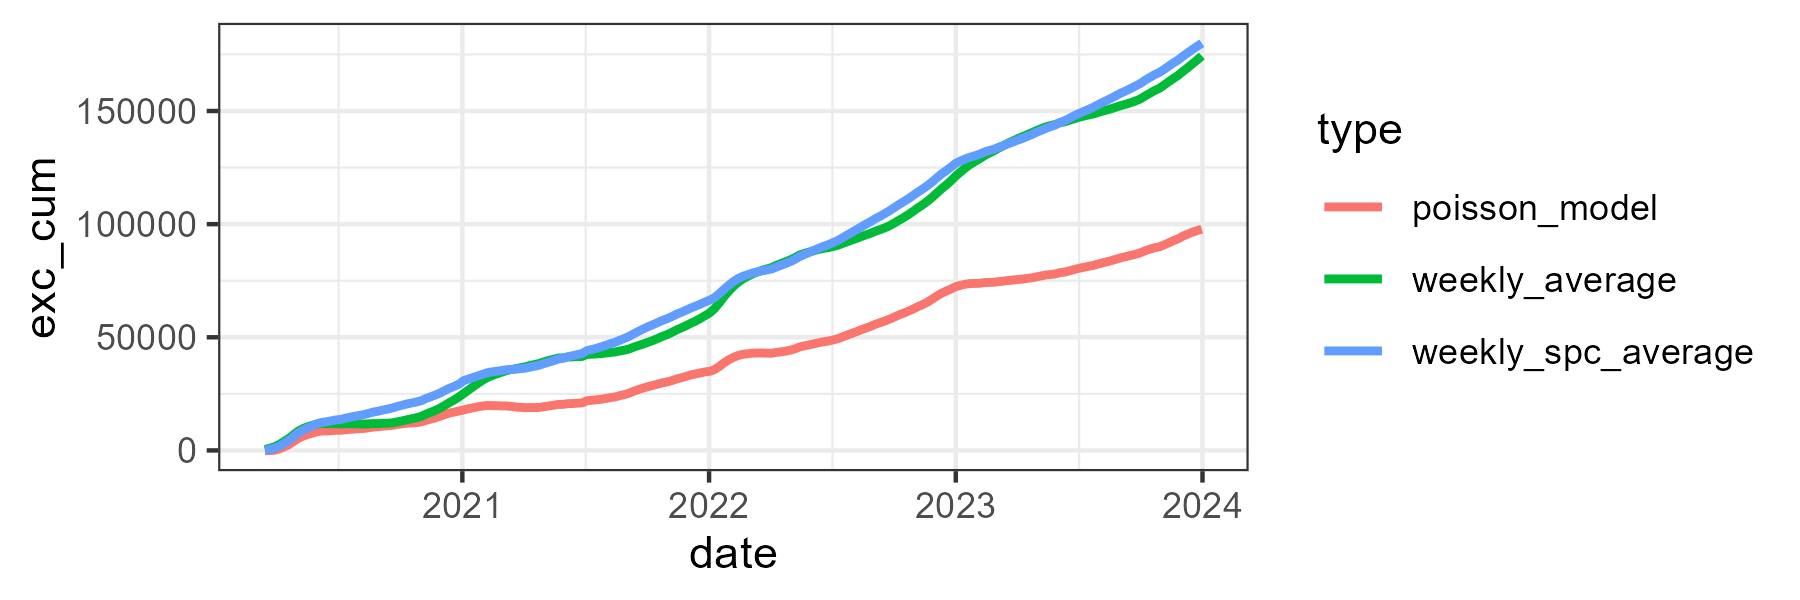 exc_cum
150000
100000
50000
0
2021
2022
2023
2024
date
type
poisson_model
weekly_average
weekly_spc_average